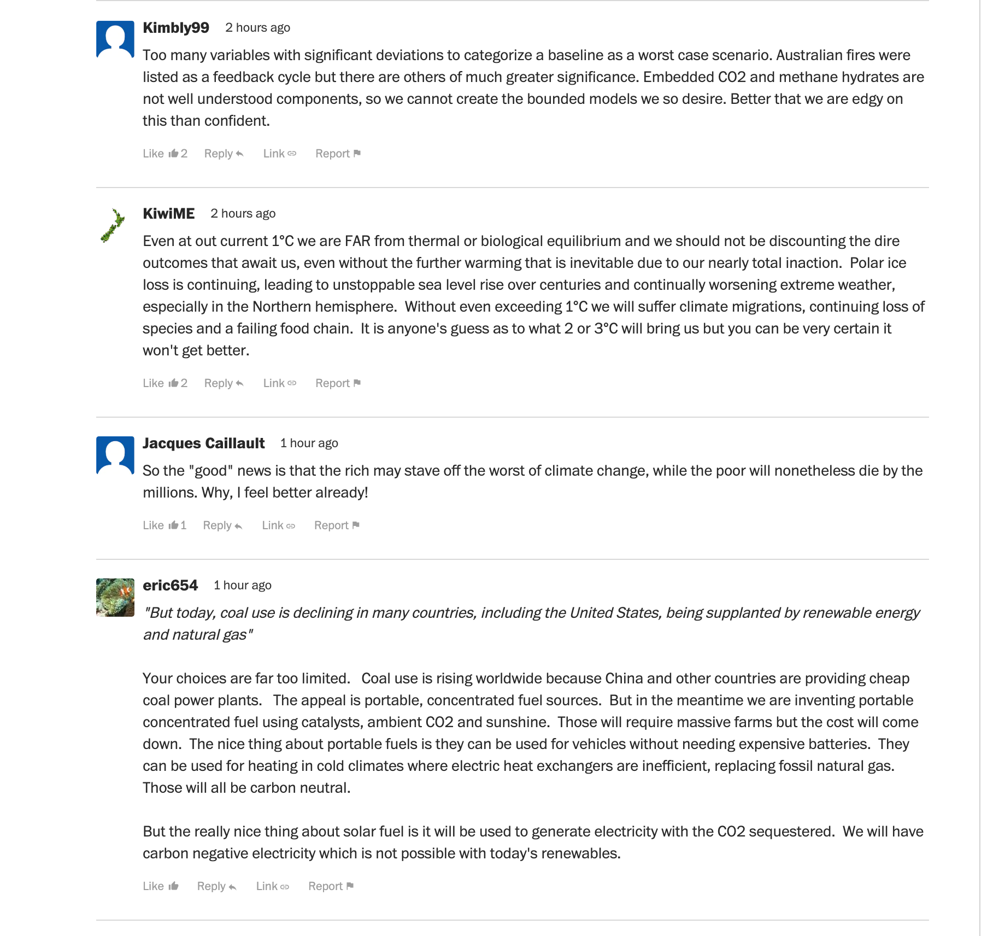 Kimbly99 2 hours ago
Too many variables with significant deviations to categorize a baseline as a worst case scenario. Australian fires were
listed as a feedback cycle but there are others of much greater significance. Embedded CO2 and methane hydrates are
not well understood components, so we cannot create the bounded models we so desire. Better that we are edgy on
this than confident.
Like 2 Reply Link Report
KiwiME 2 hours ago
Even at out current 1°C we are FAR from thermal or biological equilibrium and we should not be discounting the dire
outcomes that await us, even without the further warming that is inevitable due to our nearly total inaction.  Polar ice
loss is continuing, leading to unstoppable sea level rise over centuries and continually worsening extreme weather,
especially in the Northern hemisphere.  Without even exceeding 1°C we will suffer climate migrations, continuing loss of
species and a failing food chain.  It is anyone's guess as to what 2 or 3°C will bring us but you can be very certain it
won't get better.
Like 2 Reply Link Report
Jacques Caillault 1 hour ago
So the "good" news is that the rich may stave off the worst of climate change, while the poor will nonetheless die by the
millions. Why, I feel better already!
Like 1 Reply Link Report
eric654 1 hour ago
"But today, coal use is declining in many countries, including the United States, being supplanted by renewable energy
and natural gas"
Your choices are far too limited.   Coal use is rising worldwide because China and other countries are providing cheap
coal power plants.   The appeal is portable, concentrated fuel sources.  But in the meantime we are inventing portable
concentrated fuel using catalysts, ambient CO2 and sunshine.  Those will require massive farms but the cost will come
down.  The nice thing about portable fuels is they can be used for vehicles without needing expensive batteries.  They
can be used for heating in cold climates where electric heat exchangers are inefficient, replacing fossil natural gas.
Those will all be carbon neutral.
But the really nice thing about solar fuel is it will be used to generate electricity with the CO2 sequestered.  We will have
carbon negative electricity which is not possible with today's renewables.
Like Reply Link Report